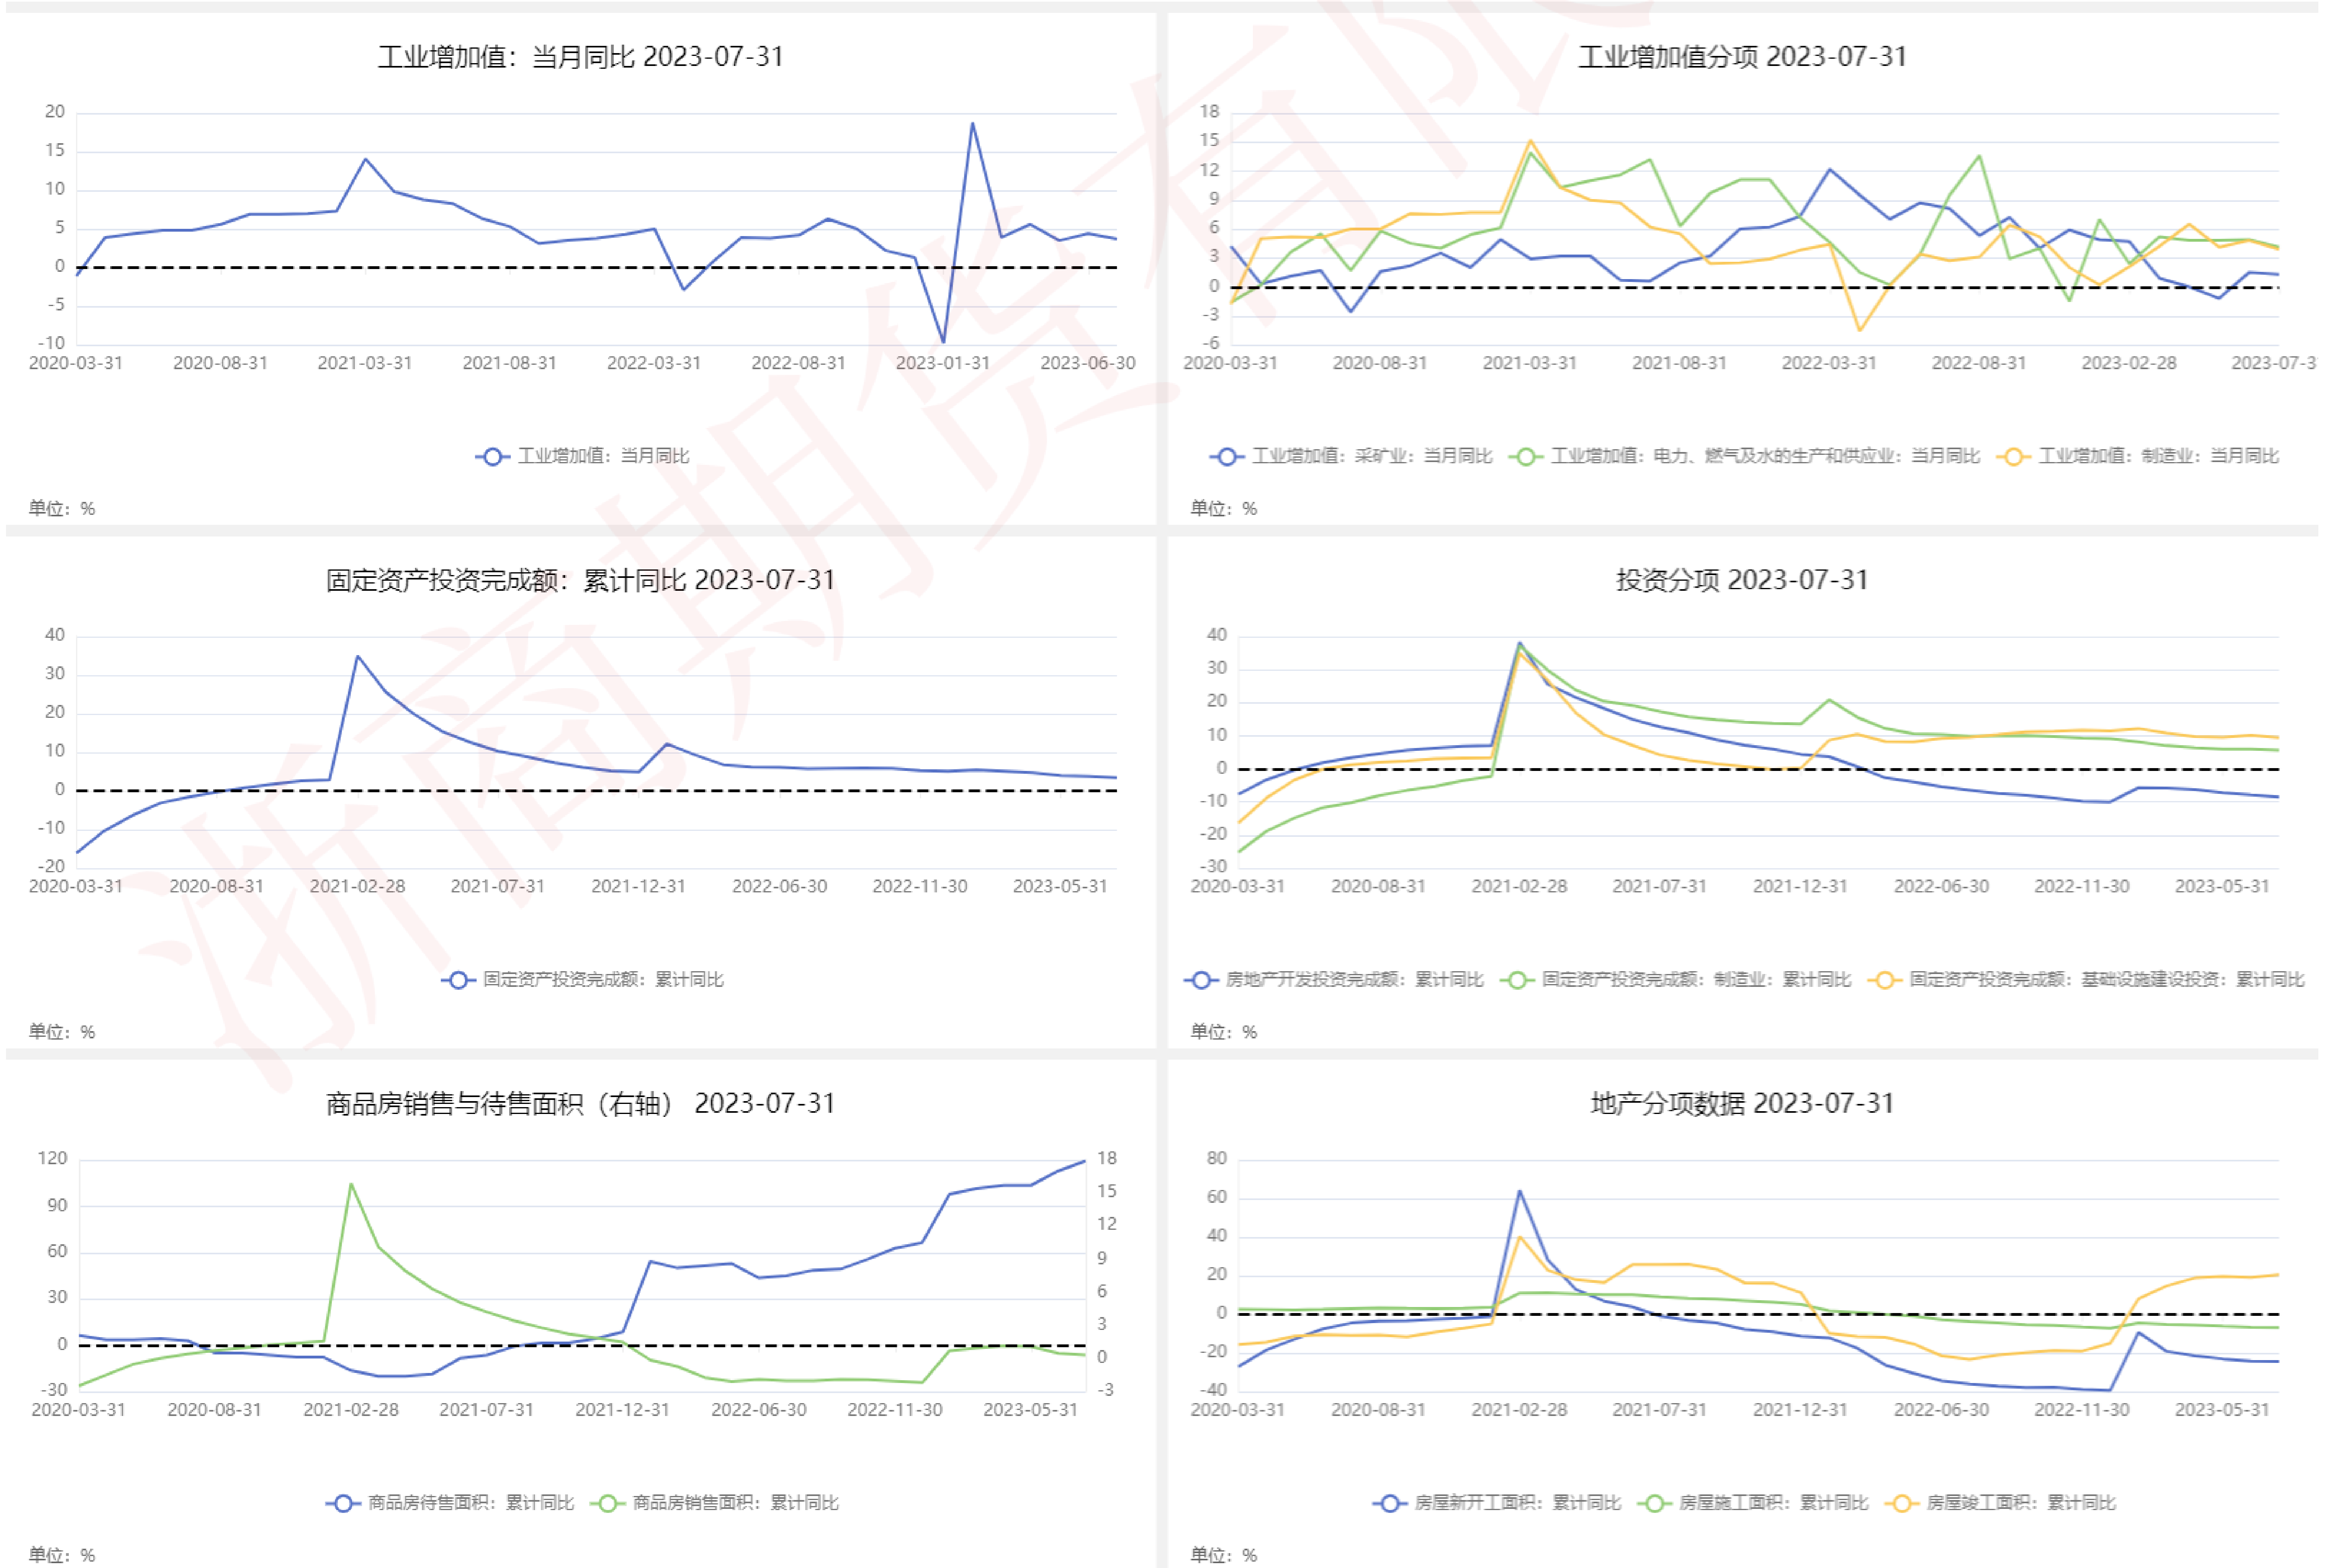 工业增加值：当月同比 2023-07-31
20
15
10
5
0
-5
-10
2020-03-31 2020-08-31 2021-03-31 2021-08-31 2022-03-31 2022-08-31 2023-01-31 2023-06-30
工业增加值：当月同比
单位：%
工业增加值分项 2023-07-31
18
15
12
9
6
3
0
-3
-6
2020-03-31 2020-08-31 2021-03-31 2021-08-31 2022-03-31 2022-08-31 2023-02-28 2023-07-3
工业增加值：采矿业：当月同比 工业增加值：电力、燃气及水的生产和供应业：当月同比 工业增加值：制造业：当月同比
单位：%
固定资产投资完成额：累计同比 2023-07-31
40
30
20
10
0
-10
-20
2020-03-31 2020-08-31 2021-02-28 2021-07-31 2021-12-31 2022-06-30 2022-11-30 2023-05-31
固定资产投资完成额：累计同比
单位：%
投资分项 2023-07-31
40
30
20
10
0
-10
-20
-30
2020-03-31 2020-08-31 2021-02-28 2021-07-31 2021-12-31 2022-06-30 2022-11-30 2023-05-31
房地产开发投资完成额：累计同比 固定资产投资完成额：制造业：累计同比 固定资产投资完成额：基础设施建设投资：累计同比
单位：%
商品房销售与待售面积（右轴） 2023-07-31
120
90
60
30
0
-30
18
15
12
9
6
3
0
-3
2020-03-31 2020-08-31 2021-02-28 2021-07-31 2021-12-31 2022-06-30 2022-11-30 2023-05-31
商品房待售面积：累计同比 商品房销售面积：累计同比
单位：%
地产分项数据 2023-07-31
80
60
40
20
0
-20
-40
2020-03-31 2020-08-31 2021-02-28 2021-07-31 2021-12-31 2022-06-30 2022-11-30 2023-05-31
房屋新开工面积：累计同比 房屋施工面积：累计同比 房屋竣工面积：累计同比
单位：%
浙商期货有限